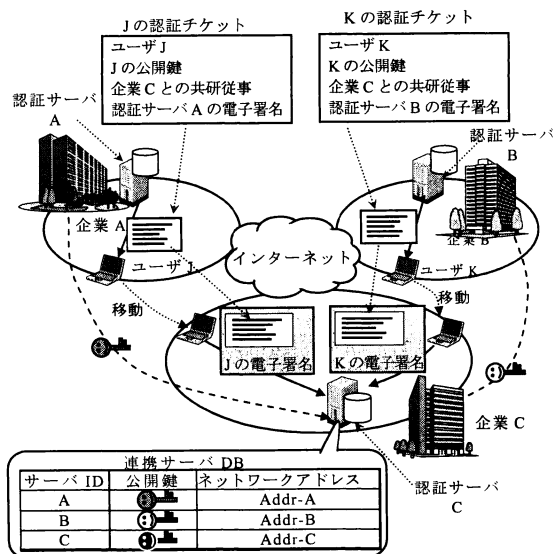 Jの認証チケット
ユーザJ
Jの公開鍵
企業Cとの共研従事
認証サーバAの電子署名
Kの認証チケット
ユーザK
Kの公開鍵
企業Cとの共研従事
認証サーバBの電子署名
認証サーバ
A
認証サーバ
B
企業A
企業B
インターネット
ユーザJ
ユーザK
移動
移動
Jの電子署名
Kの電子署名
企業C
認証サーバ
C
連携サーバDB
サーバID 公開鍵 ネットワークアドレス
A Addr-A
B Addr-B
C Addr-C